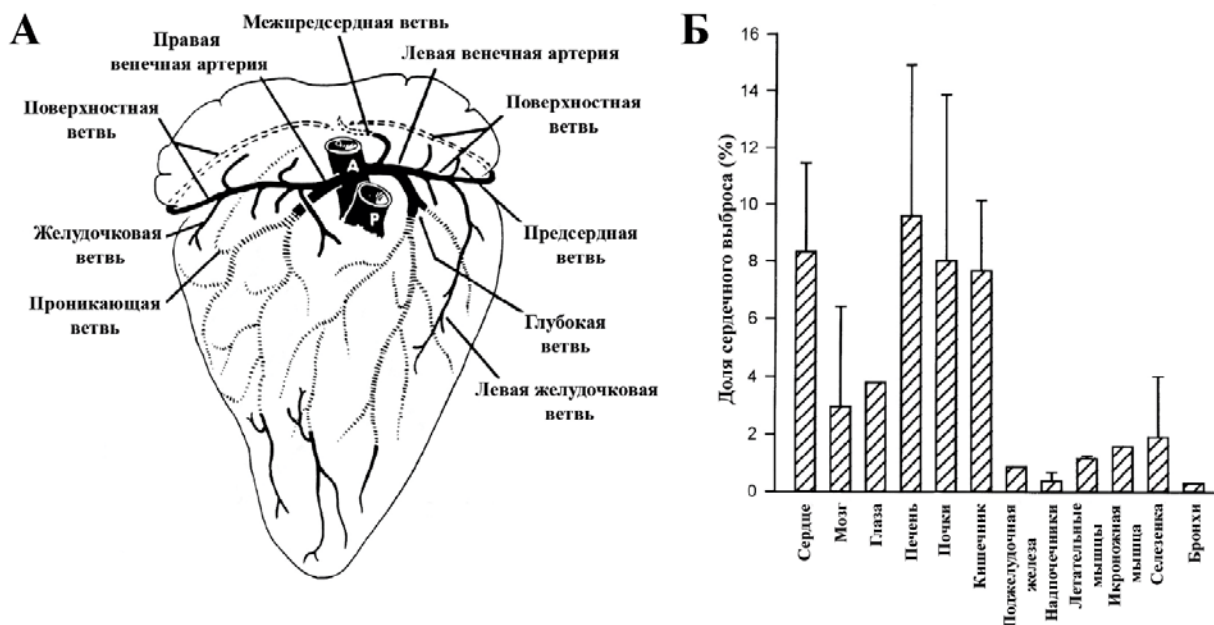 А
Межпредсердная ветвь
Правая
венечная артерия
Левая венечная артерия
Поверхностная
ветвь
Поверхностная
ветвь
A
P
Желудочковая
ветвь
Предсердная
ветвь
Проникающая
ветвь
Глубокая
ветвь
Левая желудочковая
ветвь
Б
Доля сердечного выброса (%)
16
14
12
10
8
6
4
2
0
Сердце
Мозг
Глаза
Печень
Почки
Кишечник
Поджелудочная
железа
Надпочечники
Летательные
мышцы
Икроножная
мышца
Селезенка
Бронхи